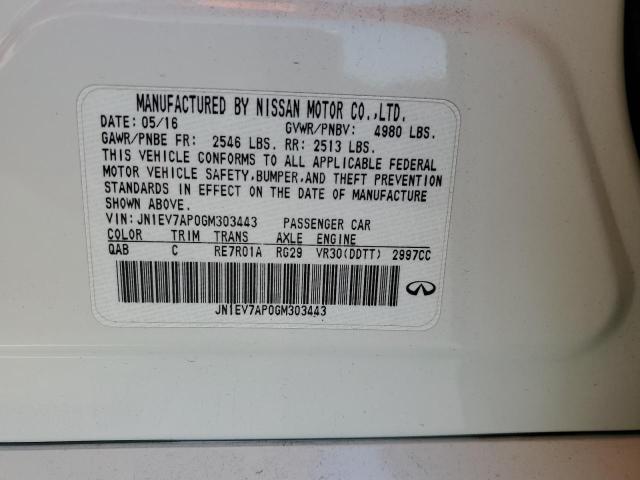 MANUFACTURED BY NISSAN MOTOR CO.,LTD.
DATE: 05/16 GVWR/PNBV: 4980 LBS.
GAWR/PNBE FR: 2546 LBS. RR: 2513 LBS.
THIS VEHICLE CONFORMS TO ALL APPLICABLE FEDERAL
MOTOR VEHICLE SAFETY,BUMPER,AND THEFT PREVENTION
STANDARDS IN EFFECT ON THE DATE OF MANUFACTURE
SHOWN ABOVE.
VIN: JN1EV7AP0GM303443 PASSENGER CAR
COLOR TRIM TRANS AXLE ENGINE
QAB C RE7R01A RG29 VR30(DDTT) 2997CC
JN1EV7AP0GM303443